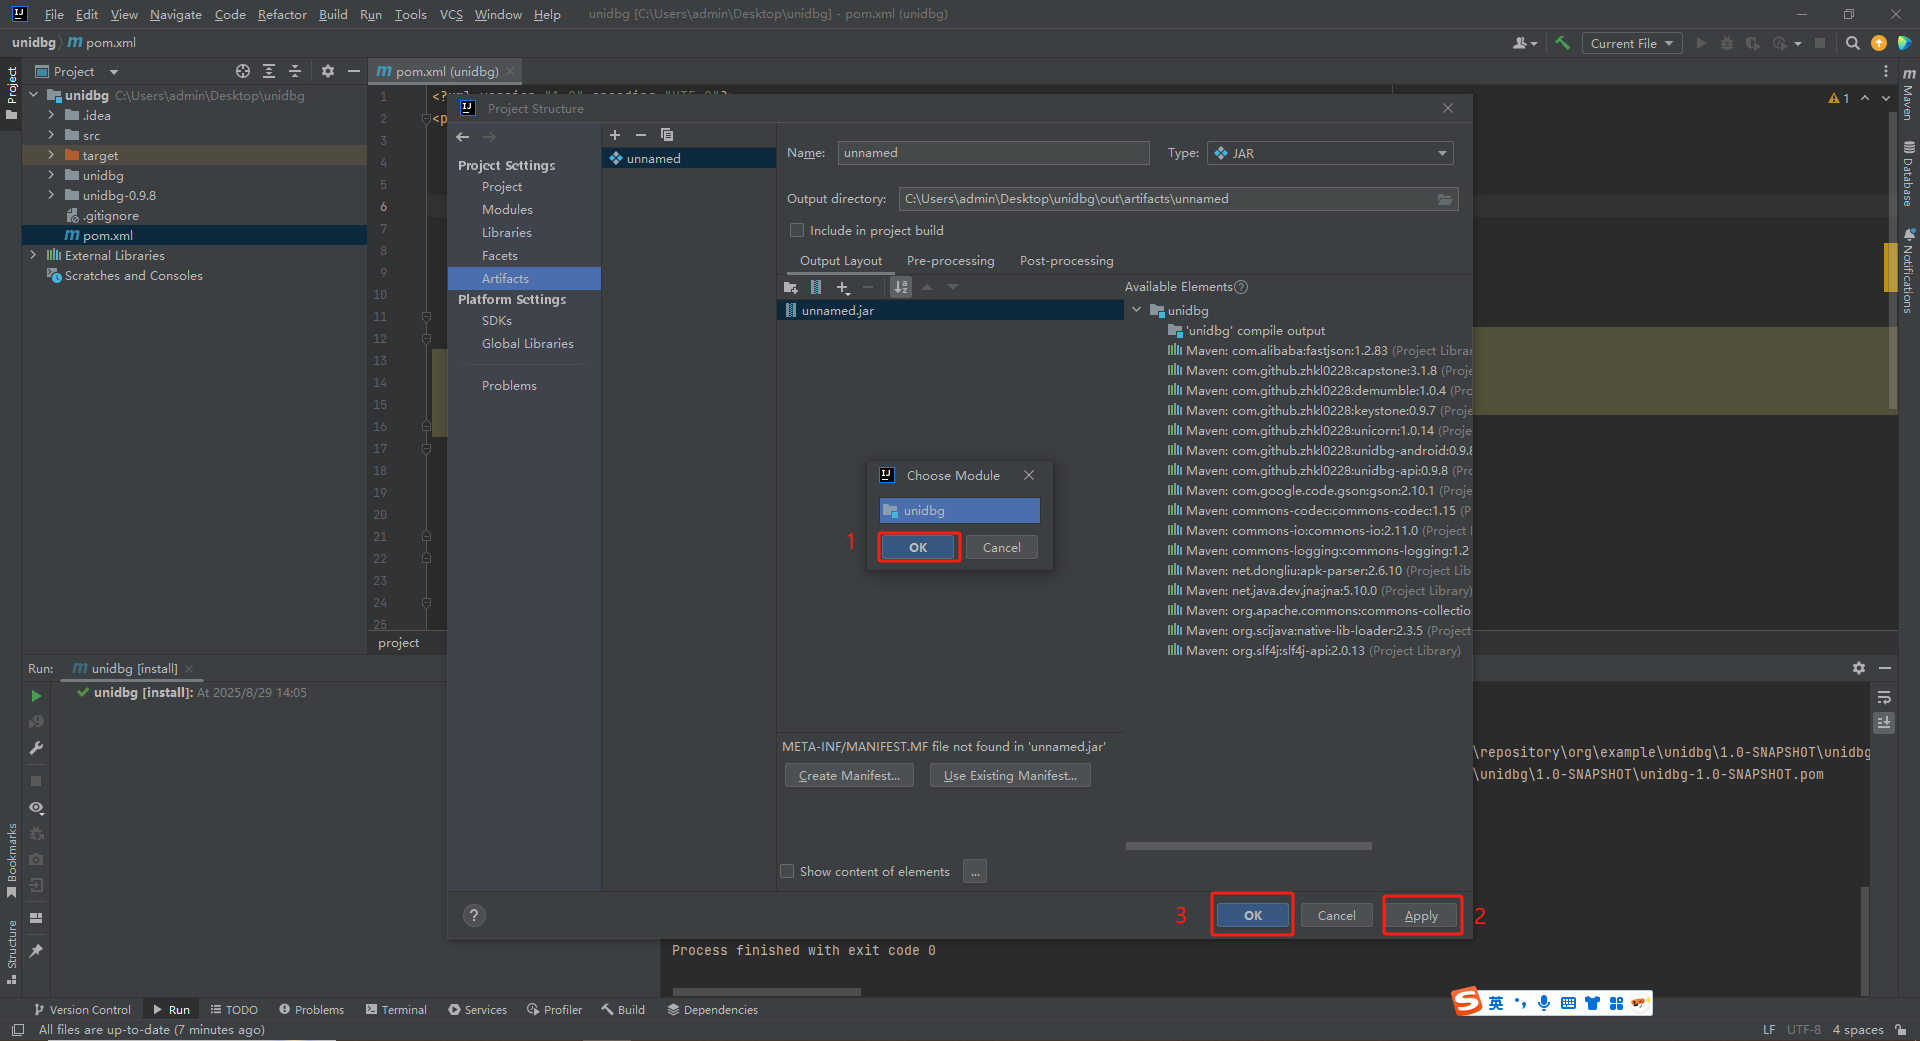 File Edit View Navigate Code Refactor Build Run Tools VCS Window Help unidbg [C:\Users\admin\Desktop\unidbg] - pom.xml (unidbg)
unidbg pom.xml
Current File
Project
pom.xml (unidbg)
Project
unidbg C:\Users\admin\Desktop\unidbg
.idea
src
target
unidbg
unidbg-0.9.8
.gitignore
pom.xml
External Libraries
Scratches and Consoles
1
2
3
4
5
6
7
8
9
10
11
12
13
14
15
16
17
18
19
20
21
22
23
24
25
<p
project
1
Maven
Database
Notifications
Project Structure
Project Settings
Project
Modules
Libraries
Facets
Artifacts
Platform Settings
SDKs
Global Libraries
Problems
unnamed
Name: unnamed Type: JAR
Output directory: C:\Users\admin\Desktop\unidbg\out\artifacts\unnamed
Include in project build
Output Layout Pre-processing Post-processing
Available Elements
unnamed.jar
unidbg
'unidbg' compile output
Maven: com.alibaba:fastjson:1.2.83 (Project Librar
Maven: com.github.zhkl0228:capstone:3.1.8 (Proje
Maven: com.github.zhkl0228:demumble:1.0.4 (Prc
Maven: com.github.zhkl0228:keystone:0.9.7 (Proje
Maven: com.github.zhkl0228:unicorn:1.0.14 (Projec
Maven: com.github.zhkl0228:unidbg-android:0.9.8
Maven: com.github.zhkl0228:unidbg-api:0.9.8 (Prc
Maven: com.google.code.gson:gson:2.10.1 (Projec
Maven: commons-codec:commons-codec:1.15 (P
Maven: commons-io:commons-io:2.11.0 (Project l
Maven: commons-logging:commons-logging:1.2
Maven: net.dongliu:apk-parser:2.6.10 (Project Lib
Maven: net.java.dev.jna:jna:5.10.0 (Project Library)
Maven: org.apache.commons:commons-collectio
Maven: org.scijava:native-lib-loader:2.3.5 (Project
Maven: org.slf4j:slf4j-api:2.0.13 (Project Library)
Choose Module
unidbg
1
OK Cancel
META-INF/MANIFEST.MF file not found in 'unnamed.jar'
Create Manifest... Use Existing Manifest...
Show content of elements ...
?
3 OK Cancel Apply 2
Run: unidbg [install]
unidbg [install]: At 2025/8/29 14:05
\repository\org\example\unidbg\1.0-SNAPSHOT\unidbg
\unidbg\1.0-SNAPSHOT\unidbg-1.0-SNAPSHOT.pom
Process finished with exit code 0
Bookmarks
Structure
Version Control Run TODO Problems Terminal Services Profiler Build Dependencies
英
All files are up-to-date (7 minutes ago)
LF UTF-8 4 spaces